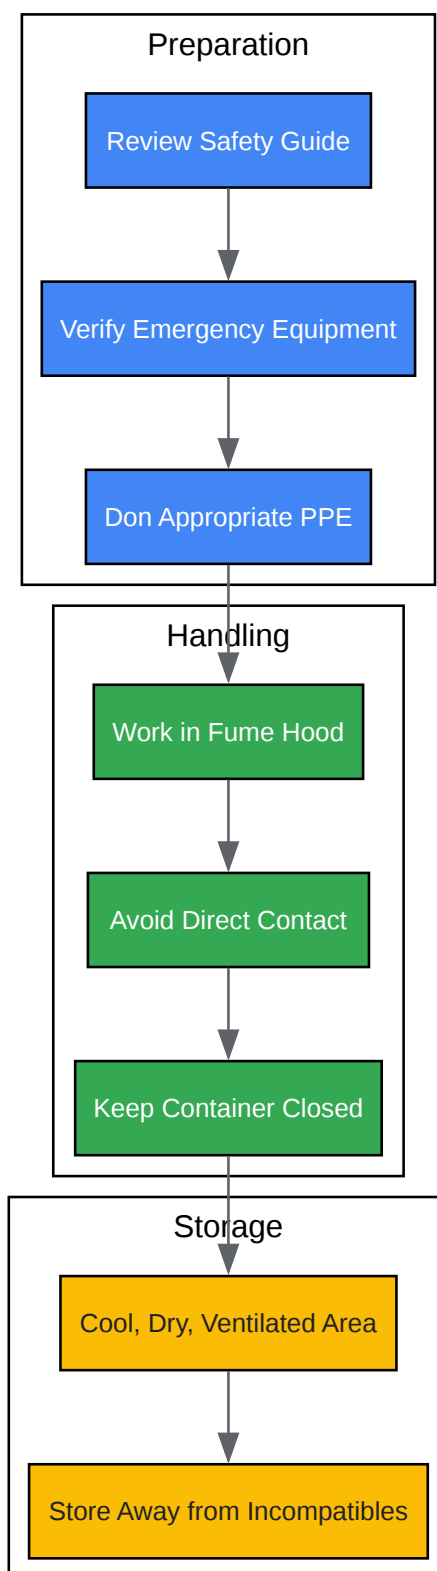 Preparation
Review Safety Guide
Verify Emergency Equipment
Don Appropriate PPE
Handling
Work in Fume Hood
Avoid Direct Contact
Keep Container Closed
Storage
Cool, Dry, Ventilated Area
Store Away from Incompatibles